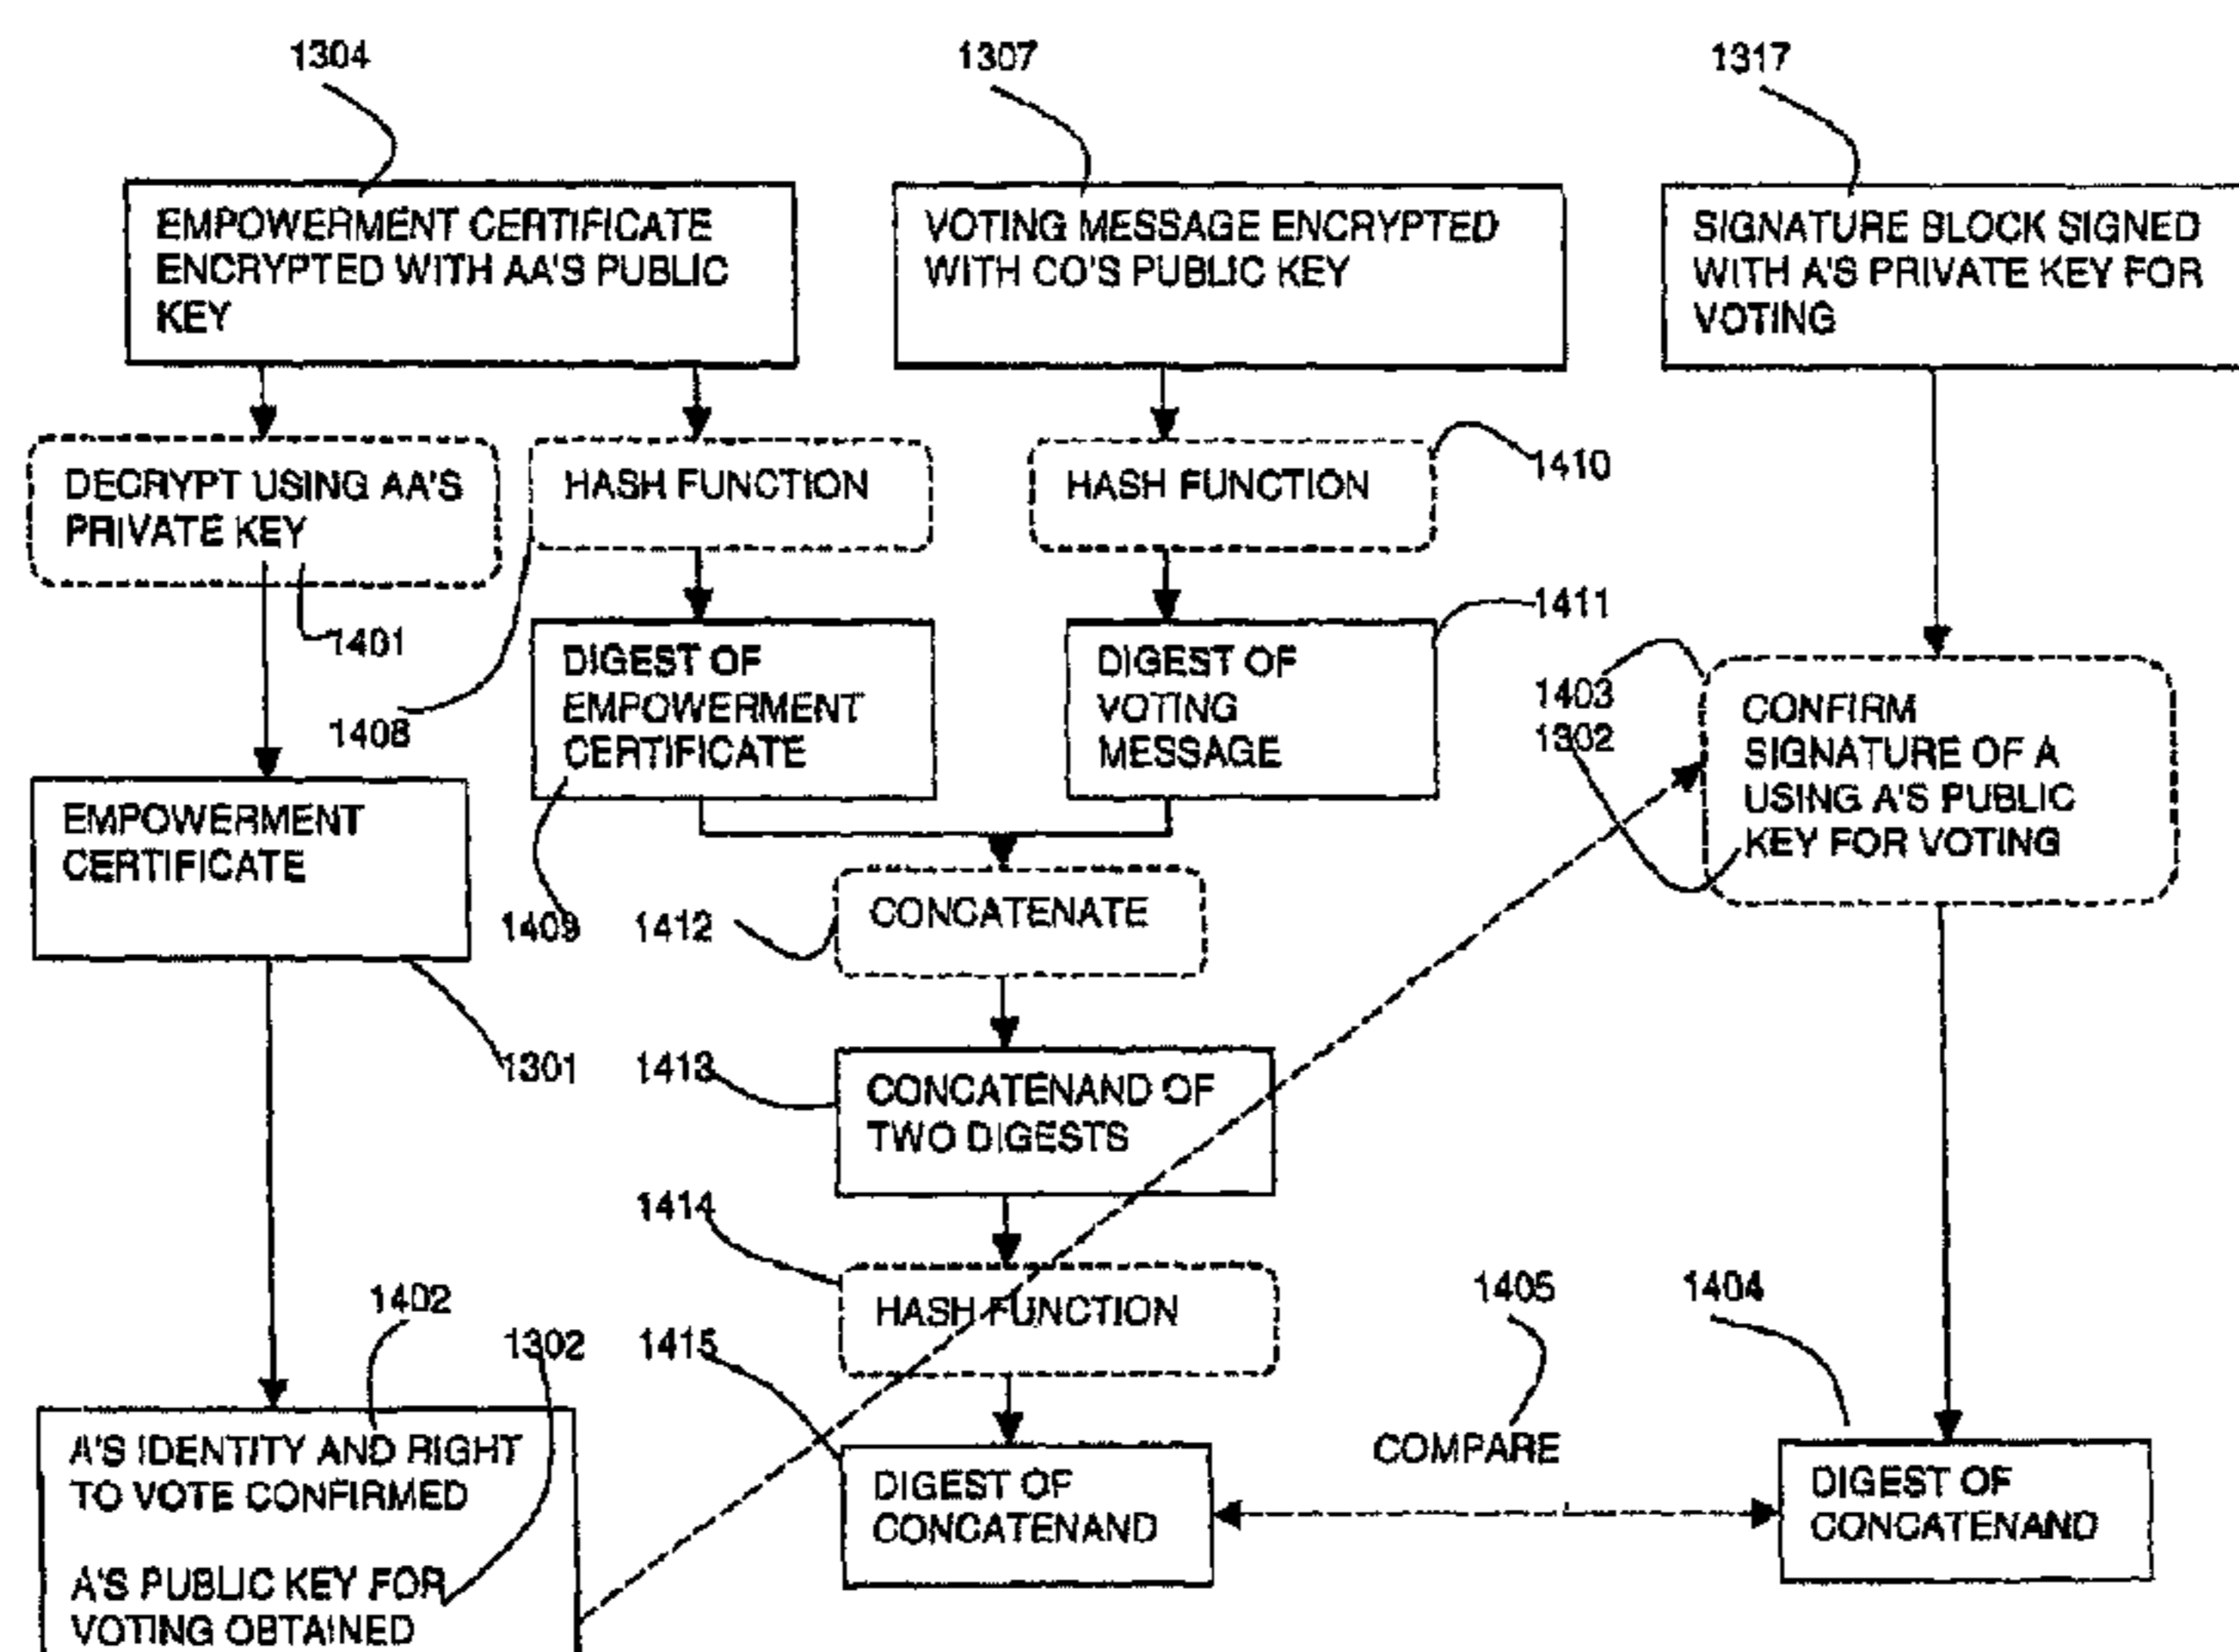 1304
1307
1317
EMPOWERMENT CERTIFICATE
ENCRYPTED WITH AA'S PUBLIC
KEY
VOTING MESSAGE ENCRYPTED
WITH CO'S PUBLIC KEY
SIGNATURE BLOCK SIGNED
WITH A'S PRIVATE KEY FOR
VOTING
DECRYPT USING AA'S
PRIVATE KEY
HASH FUNCTION
HASH FUNCTION
1410
1401
1408
DIGEST OF
EMPOWERMENT
CERTIFICATE
DIGEST OF
VOTING
MESSAGE
1411
1403
1302
CONFIRM
SIGNATURE OF A
USING A'S PUBLIC
KEY FOR VOTING
EMPOWERMENT
CERTIFICATE
1409
1412
CONCATENATE
1301
1413
CONCATENAND OF
TWO DIGESTS
1414
HASH FUNCTION
1402
1302
1415
1405
1404
A'S IDENTITY AND RIGHT
TO VOTE CONFIRMED
A'S PUBLIC KEY FOR
VOTING OBTAINED
DIGEST OF
CONCATENAND
COMPARE
DIGEST OF
CONCATENAND